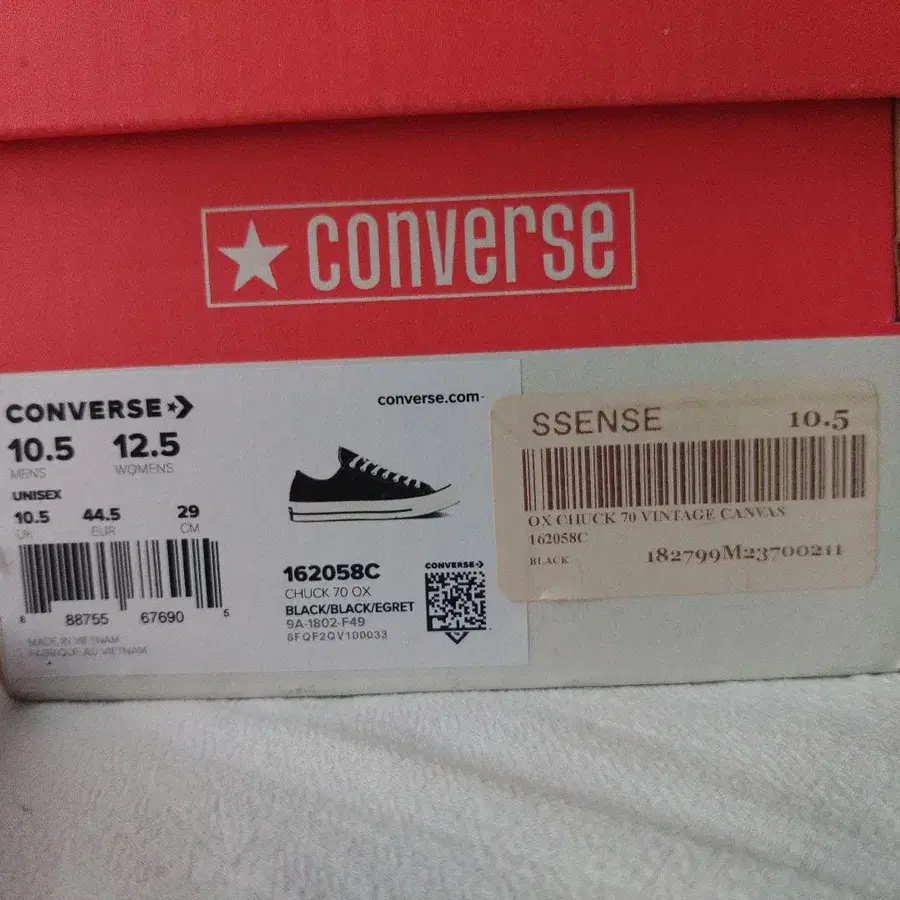 converse
CONVERSE
converse.com
10.5 12.5
MENS WOMENS
UNISEX
10.5 44.5 29
UK EUR CM
8 88755 67690 5
MADE IN VIETNAM
FABRIQUE AU VIETNAM
162058C
CHUCK 70 OX
BLACK/BLACK/EGRET
9A-1802-F49
8FQF2QV100033
CONVERSE
SSENSE 10.5
OX CHUCK 70 VINTAGE CANVAS
162058C
BLACK 182799M23700211